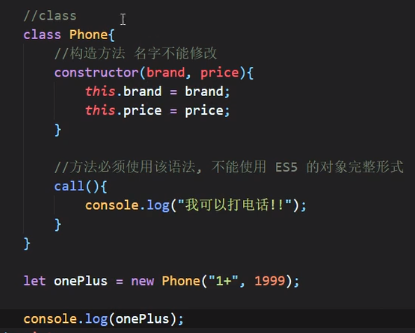 //class
class Phone{
//构造方法 名字不能修改
constructor(brand, price){
this.brand = brand;
this.price = price;
}
//方法必须使用该语法, 不能使用 ES5 的对象完整形式
call(){
console.log("我可以打电话!!");
}
}
let onePlus = new Phone("1+", 1999);
console.log(onePlus);